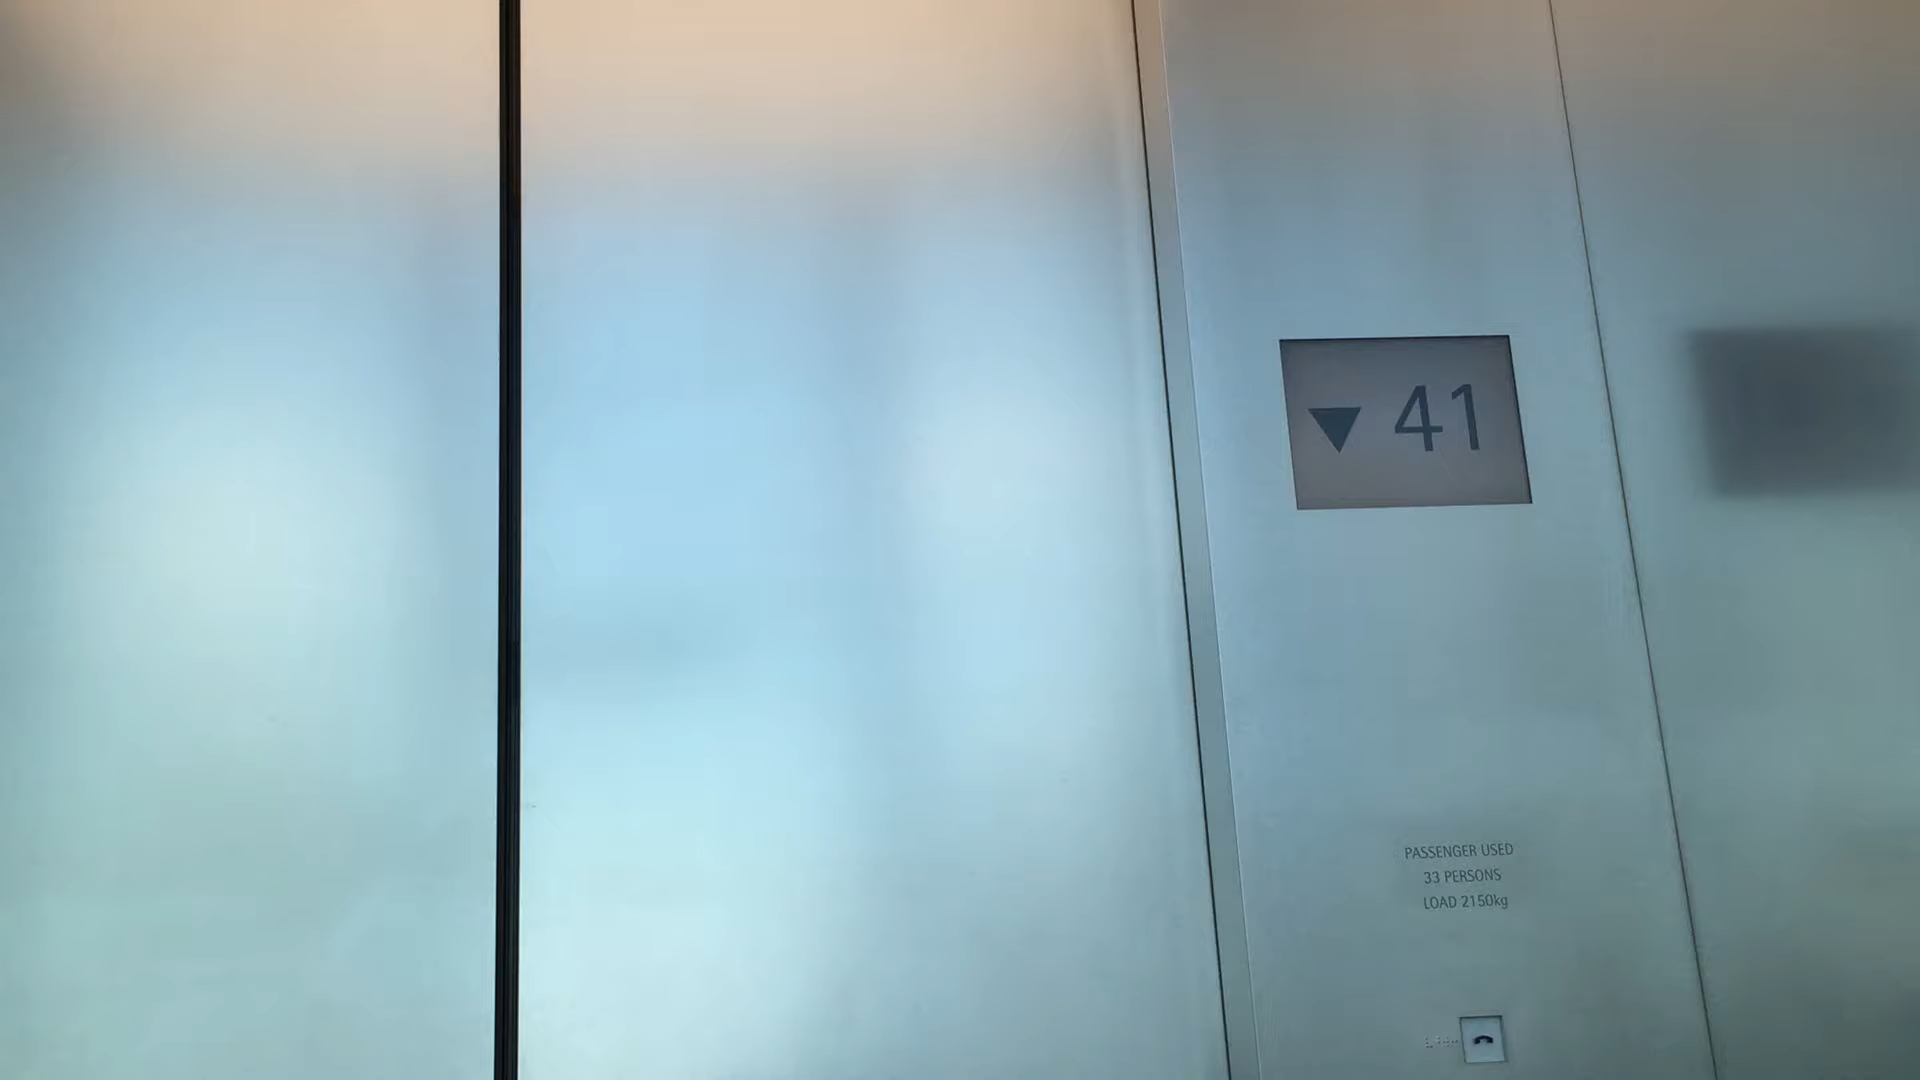 ▼ 41
PASSENGER USED
33 PERSONS
LOAD 2150kg